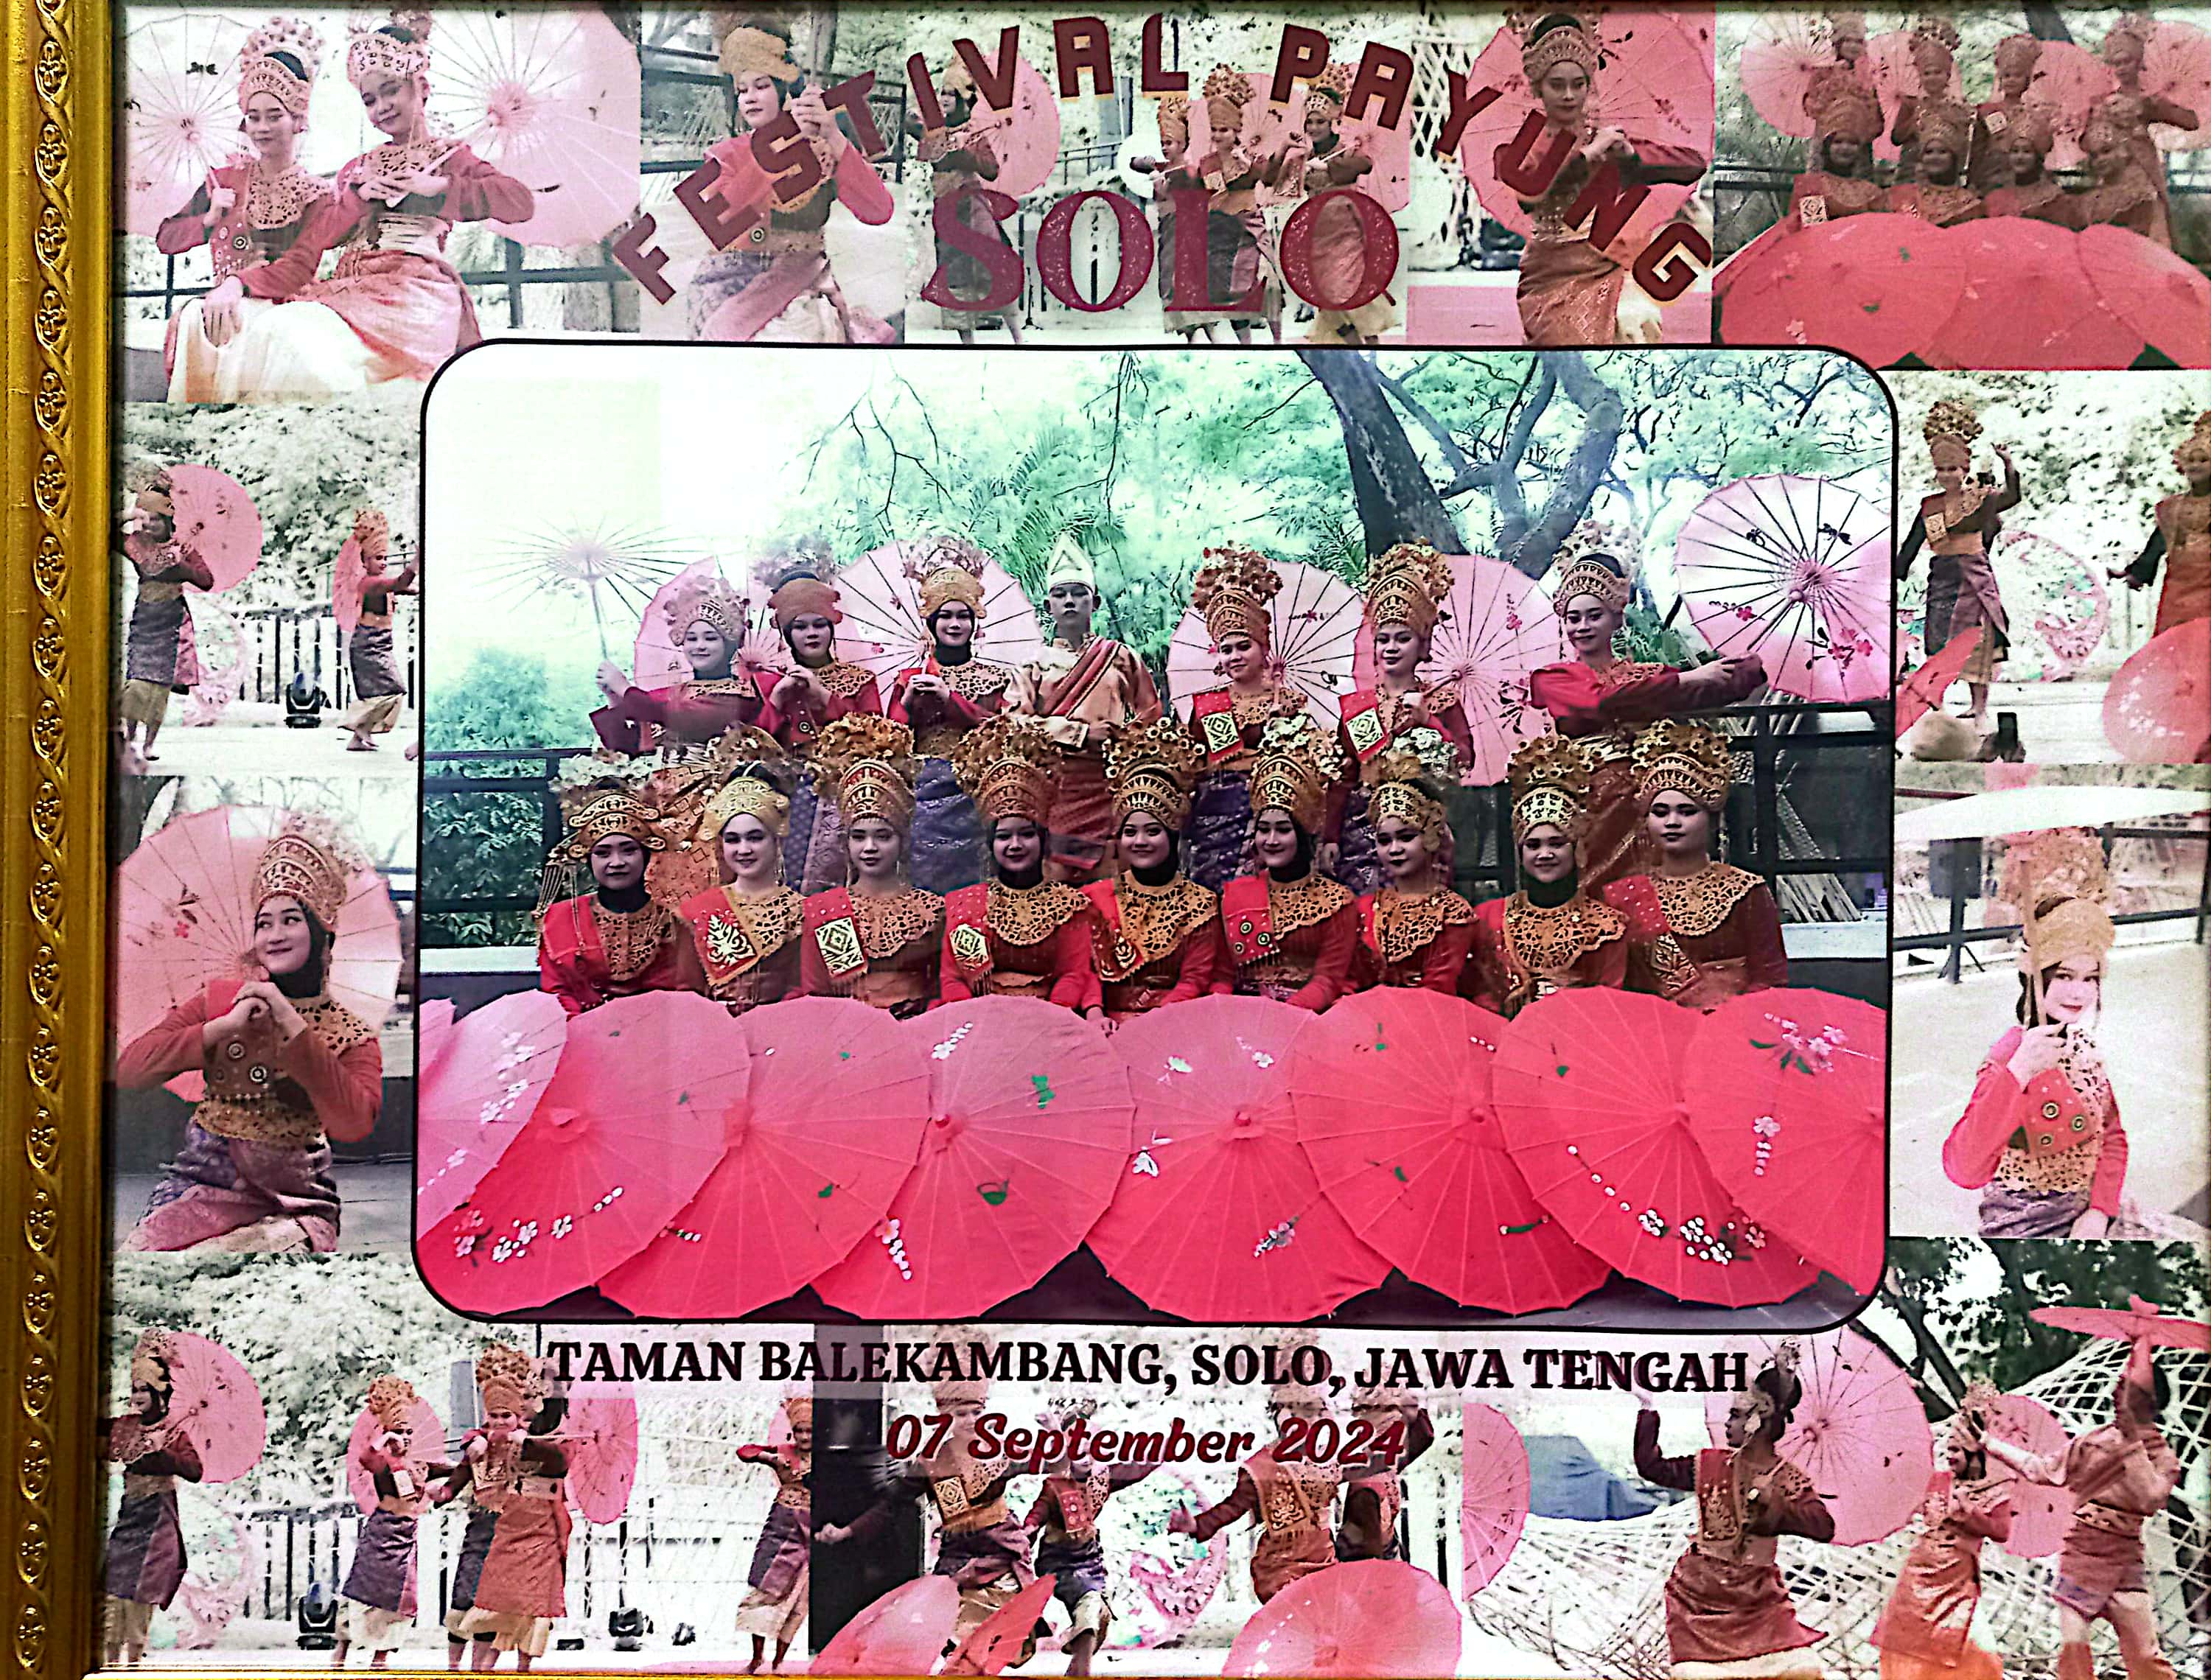 FESTIVAL PAYUNG
SOLO
TAMAN BALEKAMBANG, SOLO, JAWA TENGAH
07 September 2024